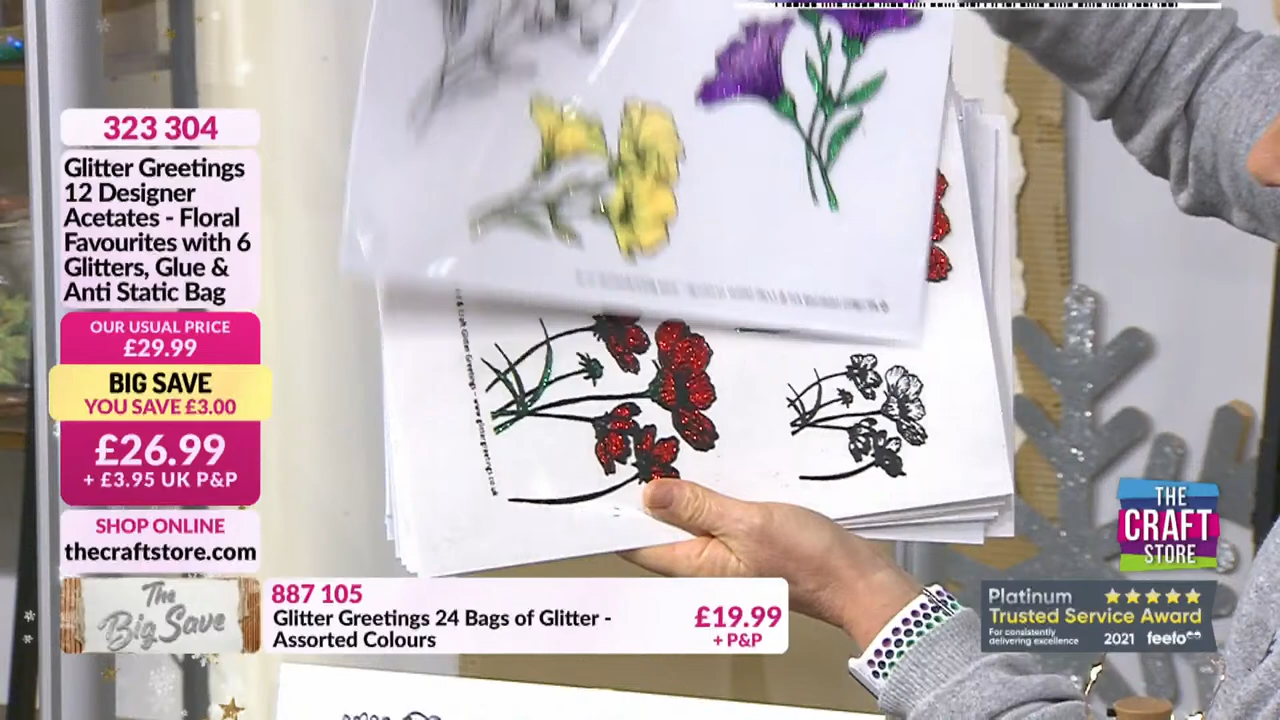 323 304
Glitter Greetings
12 Designer
Acetates - Floral
Favourites with 6
Glitters, Glue &
Anti Static Bag
OUR USUAL PRICE
£29.99
BIG SAVE
YOU SAVE £3.00
£26.99
+ £3.95 UK P&P
SHOP ONLINE
thecraftstore.com
The
Big Save
887 105
Glitter Greetings 24 Bags of Glitter -
Assorted Colours
£19.99
+ P&P
THE
CRAFT
STORE
Platinum
Trusted Service Award
For consistently
delivering excellence
2021 feefo